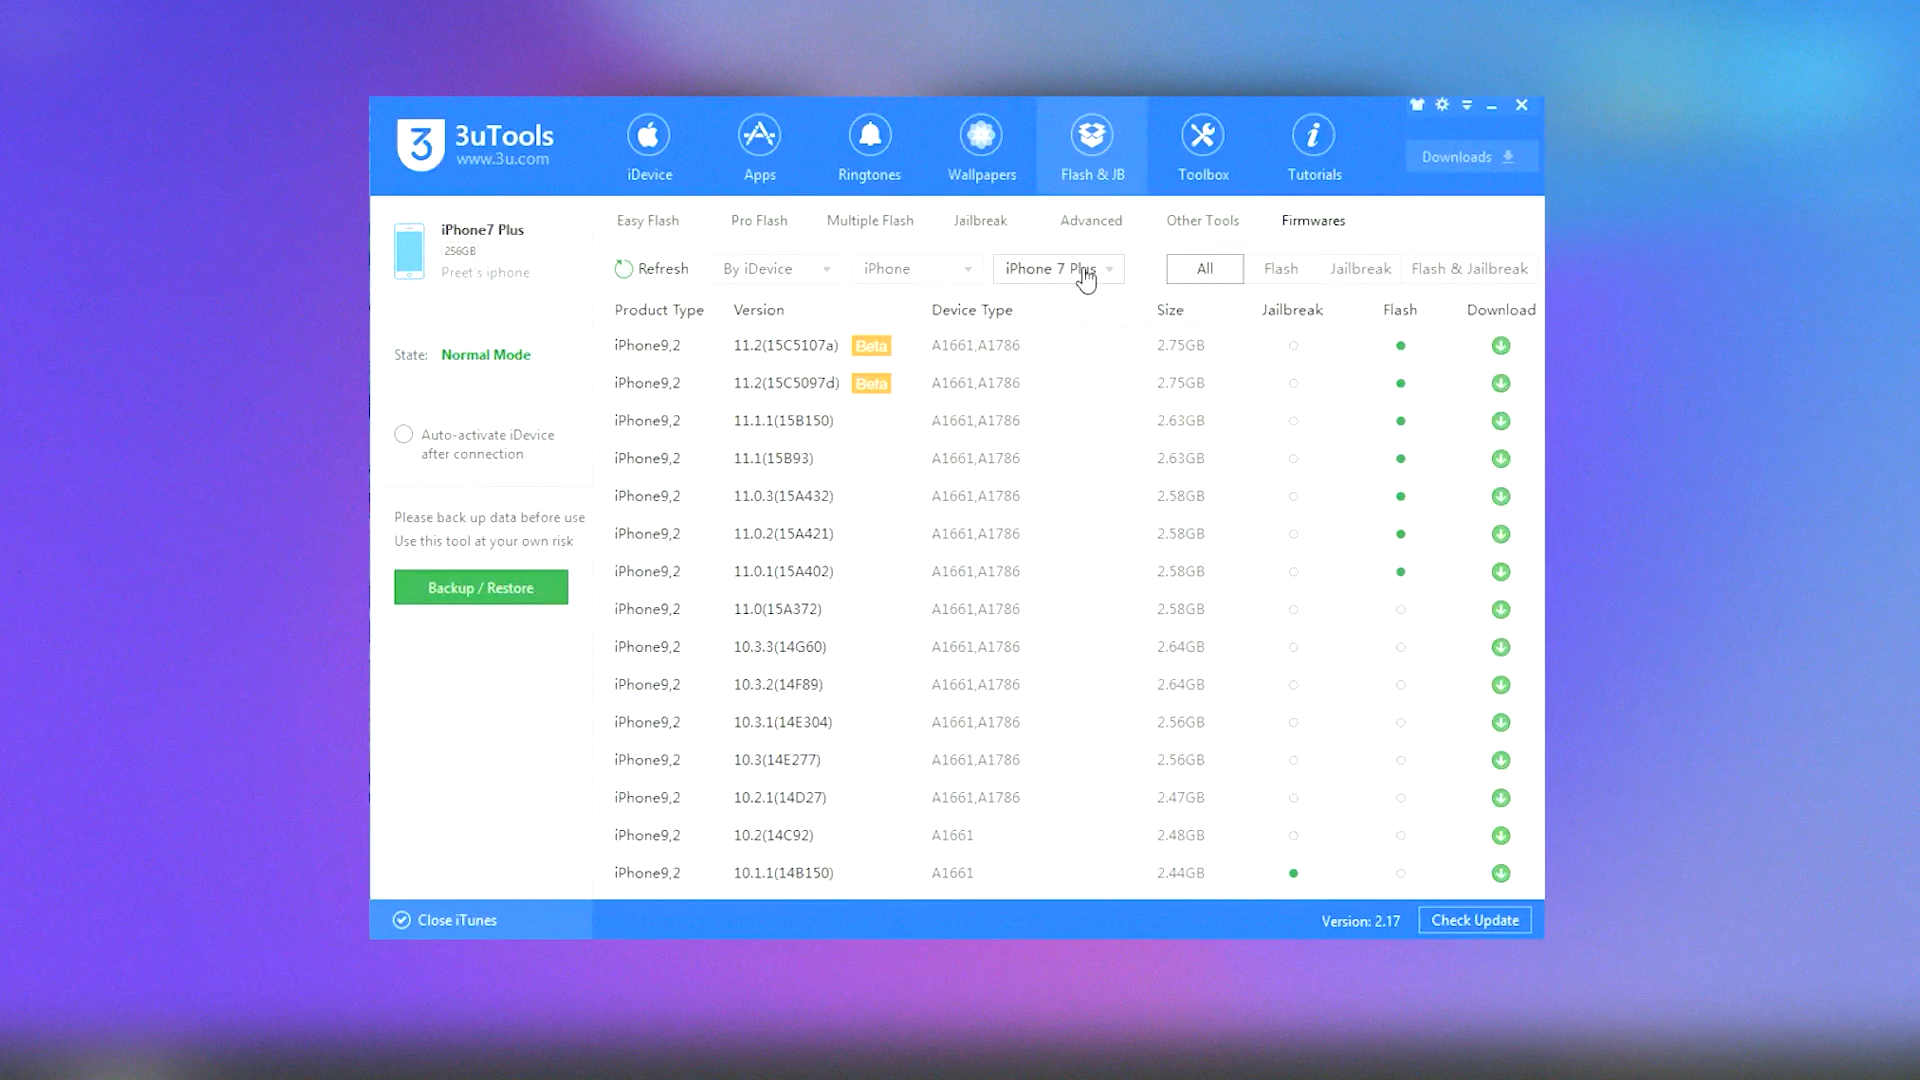 3 3uTools
www.3u.com
iDevice Apps Ringtones Wallpapers Flash & JB Toolbox Tutorials
Downloads
iPhone7 Plus
256GB
Preet's iphone
State: Normal Mode
Auto-activate iDevice
after connection
Please back up data before use
Use this tool at your own risk
Backup / Restore
Easy Flash Pro Flash Multiple Flash Jailbreak Advanced Other Tools Firmwares
Refresh By iDevice iPhone iPhone 7 Plus All Flash Jailbreak Flash & Jailbreak
Product Type Version Device Type Size Jailbreak Flash Download
iPhone9,2 11.2(15C5107a) Beta A1661,A1786 2.75GB
iPhone9,2 11.2(15C5097d) Beta A1661,A1786 2.75GB
iPhone9,2 11.1.1(15B150) A1661,A1786 2.63GB
iPhone9,2 11.1(15B93) A1661,A1786 2.63GB
iPhone9,2 11.0.3(15A432) A1661,A1786 2.58GB
iPhone9,2 11.0.2(15A421) A1661,A1786 2.58GB
iPhone9,2 11.0.1(15A402) A1661,A1786 2.58GB
iPhone9,2 11.0(15A372) A1661,A1786 2.58GB
iPhone9,2 10.3.3(14G60) A1661,A1786 2.64GB
iPhone9,2 10.3.2(14F89) A1661,A1786 2.64GB
iPhone9,2 10.3.1(14E304) A1661,A1786 2.56GB
iPhone9,2 10.3(14E277) A1661,A1786 2.56GB
iPhone9,2 10.2.1(14D27) A1661,A1786 2.47GB
iPhone9,2 10.2(14C92) A1661 2.48GB
iPhone9,2 10.1.1(14B150) A1661 2.44GB
Close iTunes
Version: 2.17 Check Update